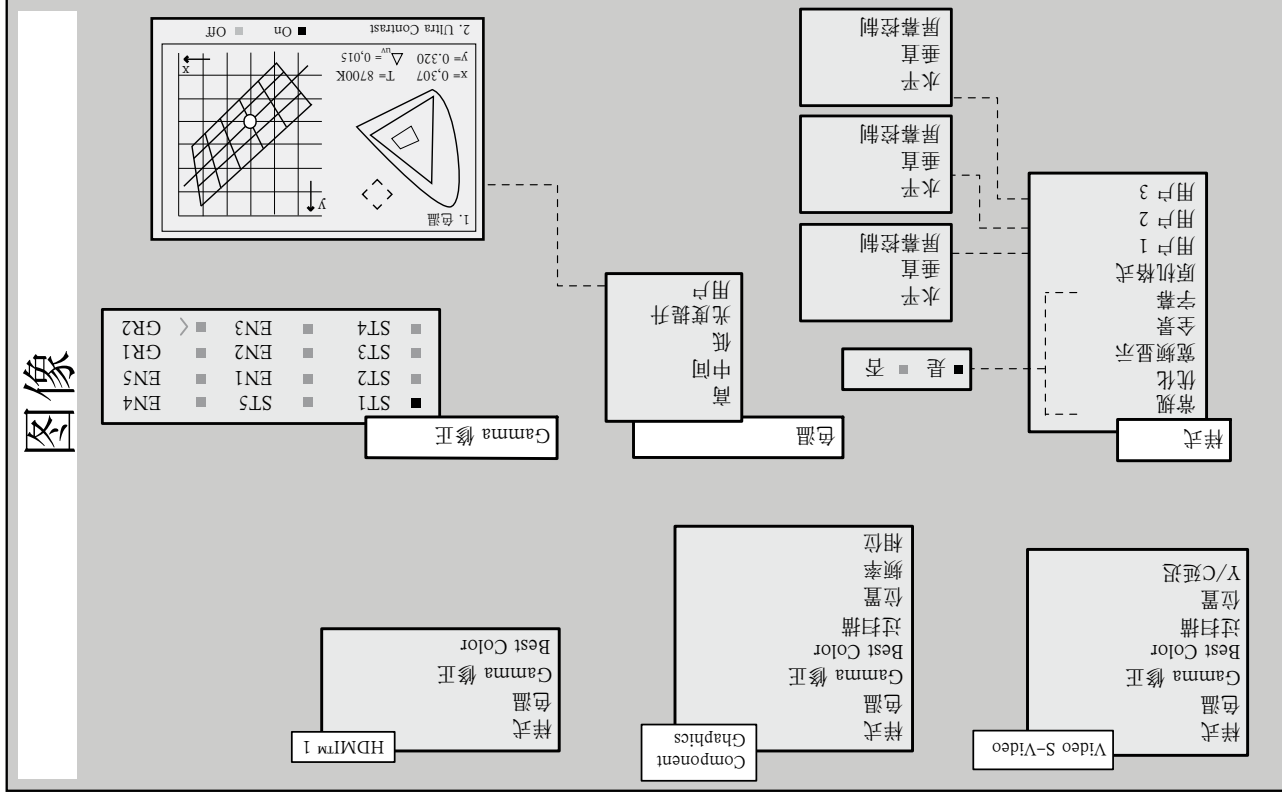 Video S-Video
样式
色温
Gamma 修正
Best Color
过扫描
位置
Y/C延迟
Component
Ghaphics
样式
色温
Gamma 修正
Best Color
过扫描
位置
频率
相位
HDMI™ 1
样式
色温
Gamma 修正
Best Color
样式
常规
优化
宽频显示
全景
字幕
原机格式
用户 1
用户 2
用户 3
是 否
水平
垂直
屏幕控制
水平
垂直
屏幕控制
水平
垂直
屏幕控制
色温
高
中间
低
光度提升
用户
Gamma 修正
ST1 ST5 EN4
ST2 EN1 EN5
ST3 EN2 GR1
ST4 EN3 GR2
1. 色温
y
x
x= 0,307 T= 8700K
y= 0.320 △uv = 0,015
2. Ultra Contrast On Off
图像